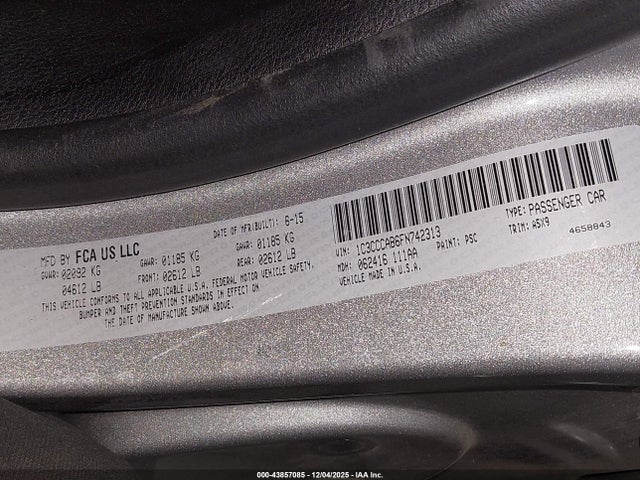 MFD BY FCA US LLC
DATE OF MFR(BUILT): 6-15
GVWR: 02092 KG
04612 LB
GAWR: 01185 KG
FRONT: 02612 LB
GAWR: 01185 KG
REAR: 02612 LB
THIS VEHICLE CONFORMS TO ALL APPLICABLE U.S.A. FEDERAL MOTOR VEHICLE SAFETY,
BUMPER AND THEFT PREVENTION STANDARDS IN EFFECT ON
THE DATE OF MANUFACTURE SHOWN ABOVE.
VIN: 1C3CCCAB6FN742313
TYPE: PASSENGER CAR
MDH: 062416 111AA
PAINT: PSC
TRIM: A5X9
VEHICLE MADE IN U.S.A.
4658843
000-43857085 - 12/04/2025 - IAA Inc.